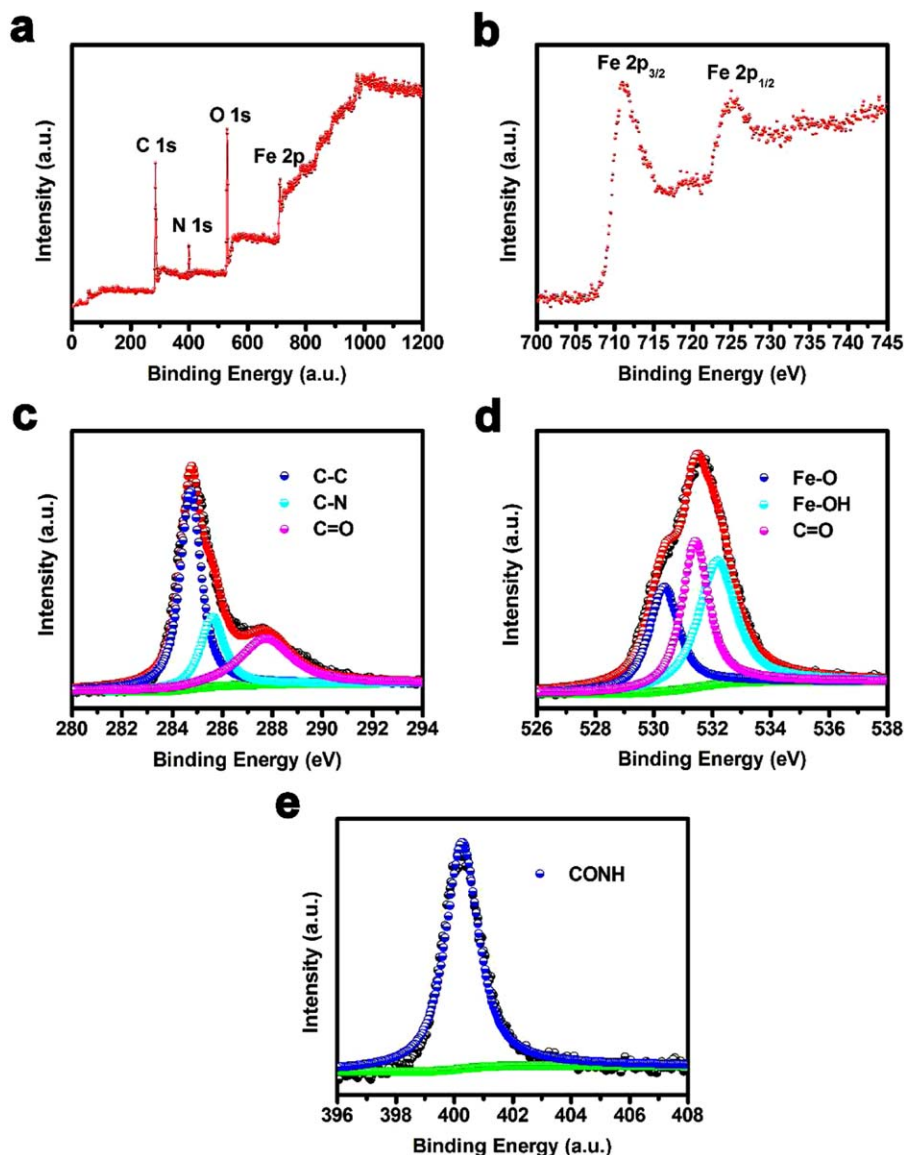 a
b
C 1s
N 1s
O 1s
Fe 2p
Intensity (a.u.)
0 200 400 600 800 1000 1200
Binding Energy (a.u.)
Fe 2p3/2
Fe 2p1/2
Intensity (a.u.)
700 705 710 715 720 725 730 735 740 745
Binding Energy (eV)
c
d
C-C
C-N
C=O
Intensity (a.u.)
280 282 284 286 288 290 292 294
Binding Energy (eV)
Fe-O
Fe-OH
C=O
Intensity (a.u.)
526 528 530 532 534 536 538
Binding Energy (eV)
e
CONH
Intensity (a.u.)
396 398 400 402 404 406 408
Binding Energy (a.u.)